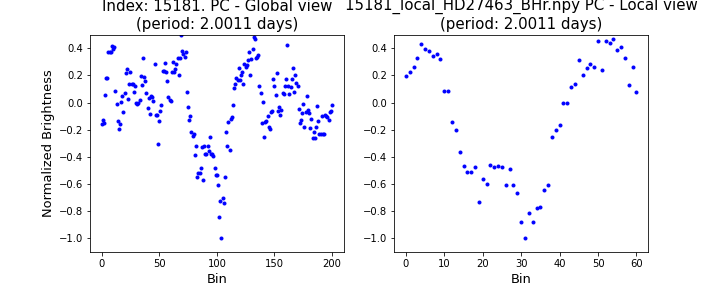 Index: 15181. PC - Global view
(period: 2.0011 days)
15181_local_HD27463_BHr.npy PC - Local view
(period: 2.0011 days)
Normalized Brightness
0.4
0.2
0.0
−0.2
−0.4
−0.6
−0.8
−1.0
0 50 100 150 200
Bin
0.4
0.2
0.0
−0.2
−0.4
−0.6
−0.8
−1.0
0 10 20 30 40 50 60
Bin